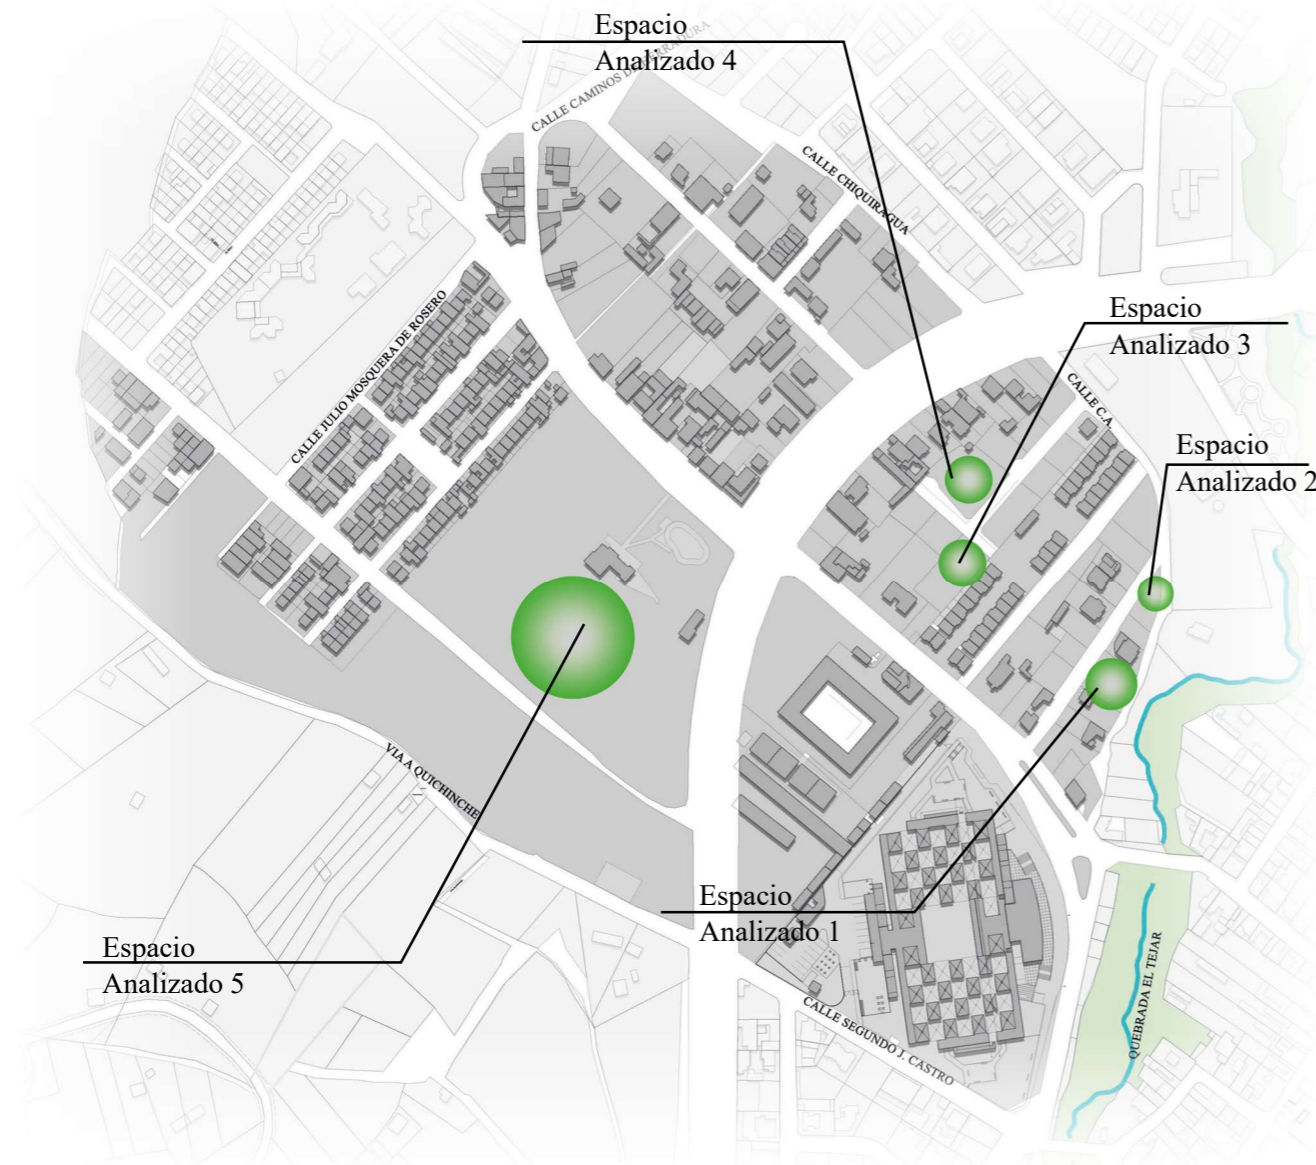 Espacio
Analizado 4
CALLE CHIQUIRAGUA
CALLE JULIO MOSQUERA DE ROSERO
Espacio
Analizado 3
CALLE C.A.
Espacio
Analizado 2
VIA A QUICHINCHE
Espacio
Analizado 1
Espacio
Analizado 5
QUEBRADA EL TEJAR
CALLE SEGUNDO J. CASTRO
CALLE CAMINOS